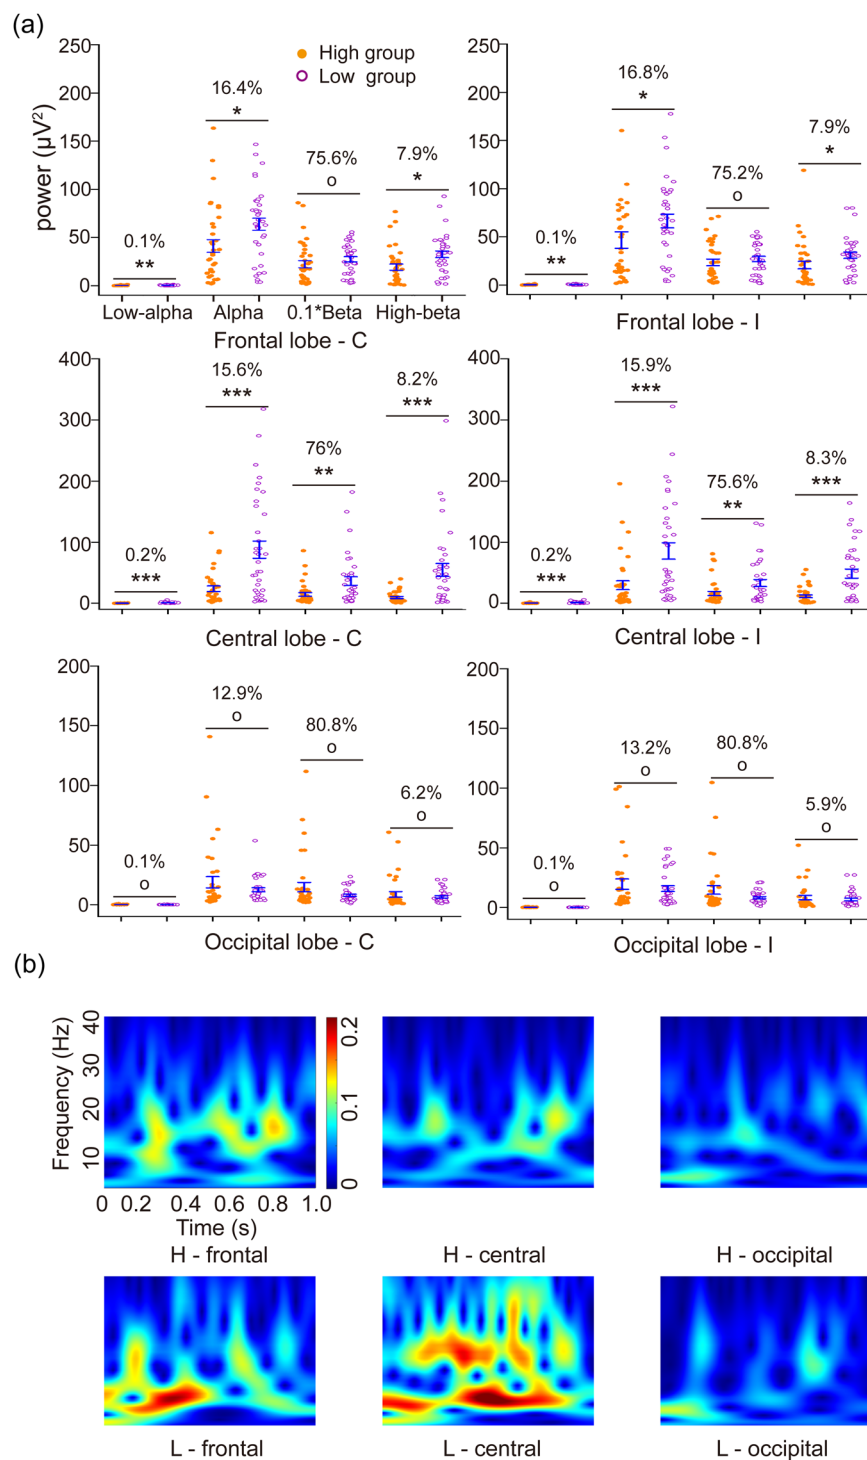 (a)
High group
Low group
power (μV²)
250
200
150
100
50
0
16.4%
*
75.6%
o
7.9%
*
0.1%
**
Low-alpha Alpha 0.1*Beta High-beta
Frontal lobe - C
250
200
150
100
50
0
16.8%
*
75.2%
o
7.9%
*
0.1%
**
Frontal lobe - I
400
300
200
100
0
15.6%
***
8.2%
***
76%
**
0.2%
***
Central lobe - C
400
300
200
100
0
15.9%
***
8.3%
***
75.6%
**
0.2%
***
Central lobe - I
200
150
100
50
0
12.9%
o
80.8%
o
6.2%
o
0.1%
o
Occipital lobe - C
200
150
100
50
0
13.2%
o
80.8%
o
5.9%
o
0.1%
o
Occipital lobe - I
(b)
Frequency (Hz)
40
30
20
10
0.2
0.1
0
0 0.2 0.4 0.6 0.8 1.0
Time (s)
H - frontal
H - central
H - occipital
L - frontal
L - central
L - occipital